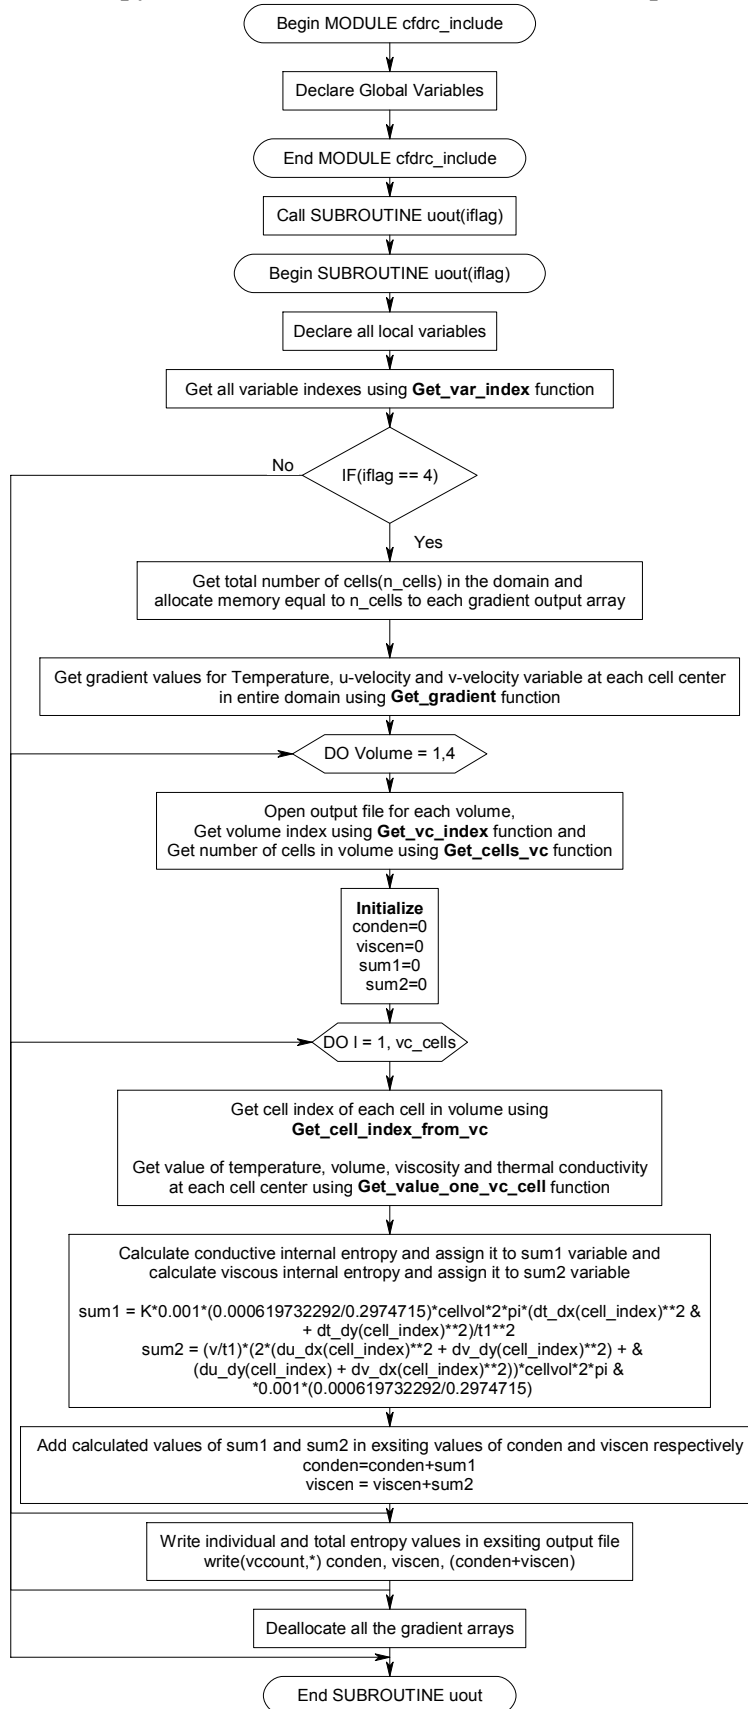 Begin MODULE cfdrc_include
Declare Global Variables
End MODULE cfdrc_include
Call SUBROUTINE uout(iflag)
Begin SUBROUTINE uout(iflag)
Declare all local variables
Get all variable indexes using Get_var_index function
No
IF(iflag == 4)
Yes
Get total number of cells(n_cells) in the domain and
allocate memory equal to n_cells to each gradient output array
Get gradient values for Temperature, u-velocity and v-velocity variable at each cell center
in entire domain using Get_gradient function
DO Volume = 1,4
Open output file for each volume,
Get volume index using Get_vc_index function and
Get number of cells in volume using Get_cells_vc function
Initialize
conden=0
viscen=0
sum1=0
sum2=0
DO I = 1, vc_cells
Get cell index of each cell in volume using
Get_cell_index_from_vc
Get value of temperature, volume, viscosity and thermal conductivity
at each cell center using Get_value_one_vc_cell function
Calculate conductive internal entropy and assign it to sum1 variable and
calculate viscous internal entropy and assign it to sum2 variable
sum1 = K*0.001*(0.000619732292/0.2974715)*cellvol*2*pi*(dt_dx(cell_index)**2 &
+ dt_dy(cell_index)**2)/t1**2
sum2 = (v/t1)*(2*(du_dx(cell_index)**2 + dv_dy(cell_index)**2) + &
(du_dy(cell_index) + dv_dx(cell_index)**2))*cellvol*2*pi &
*0.001*(0.000619732292/0.2974715)
Add calculated values of sum1 and sum2 in exsiting values of conden and viscen respectively
conden=conden+sum1
viscen = viscen+sum2
Write individual and total entropy values in exsiting output file
write(vccount,*) conden, viscen, (conden+viscen)
Deallocate all the gradient arrays
End SUBROUTINE uout